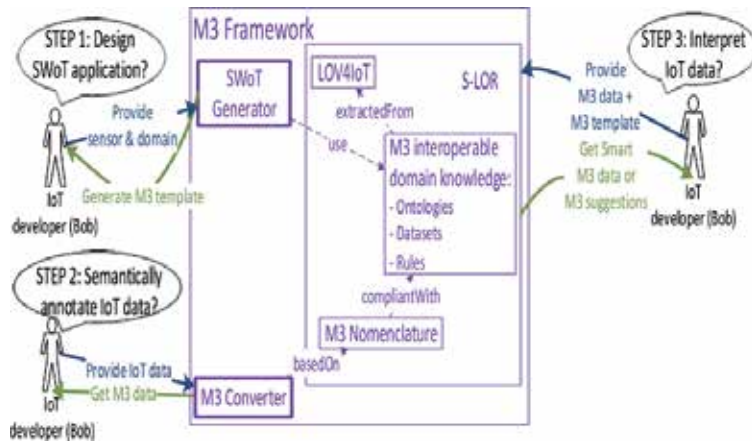 M3 Framework
STEP 1: Design
SWoT application?
Provide
sensor & domain
Generate M3 template
IoT
developer (Bob)
SWoT
Generator
LOV4IoT
S-LOR
extractedFrom
use
M3 interoperable
domain knowledge:
- Ontologies
- Datasets
- Rules
compliantWith
M3 Nomenclature
basedOn
M3 Converter
STEP 2: Semantically
annotate IoT data?
Provide IoT data
Get M3 data
IoT
developer (Bob)
STEP 3: Interpret
IoT data?
Provide
M3 data +
M3 template
Get Smart
M3 data or
M3 suggestions
IoT
developer (Bob)